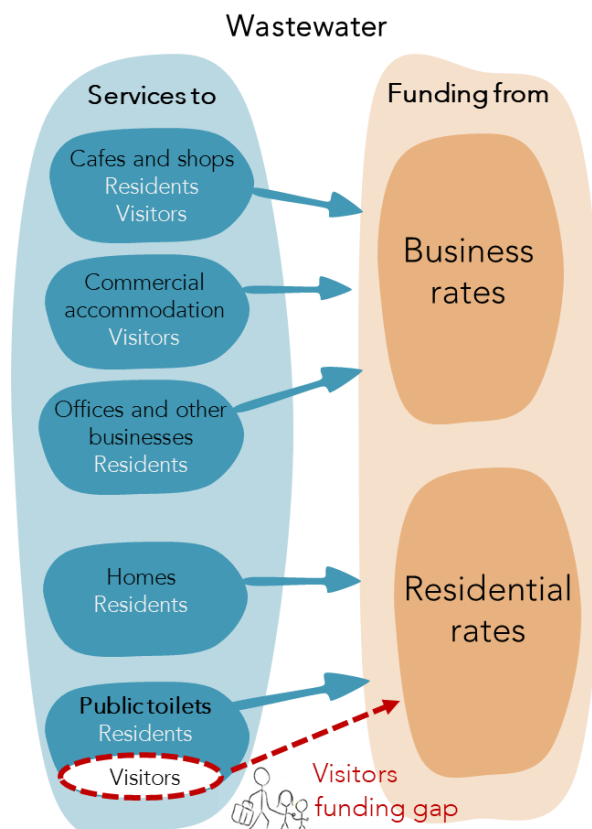 Wastewater
Services to
Cafes and shops
Residents
Visitors
Commercial
accommodation
Visitors
Offices and other
businesses
Residents
Homes
Residents
Public toilets
Residents
Visitors
Funding from
Business
rates
Residential
rates
Visitors
funding gap